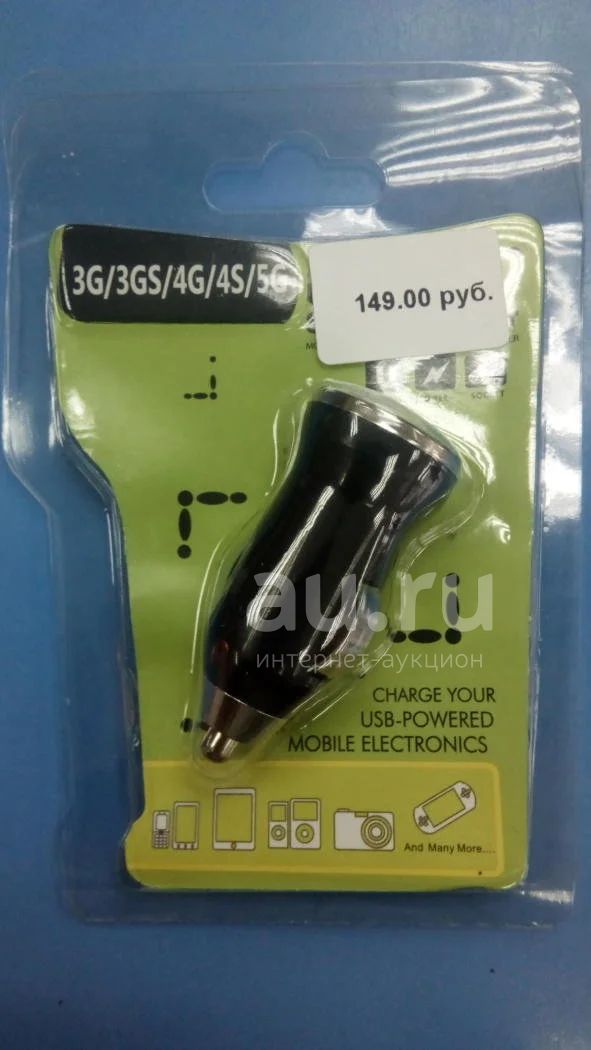 3G/3GS/4G/4S/5G
149.00 руб.
au.ru
интернет-аукцион
CHARGE YOUR
USB-POWERED
MOBILE ELECTRONICS
And Many More....